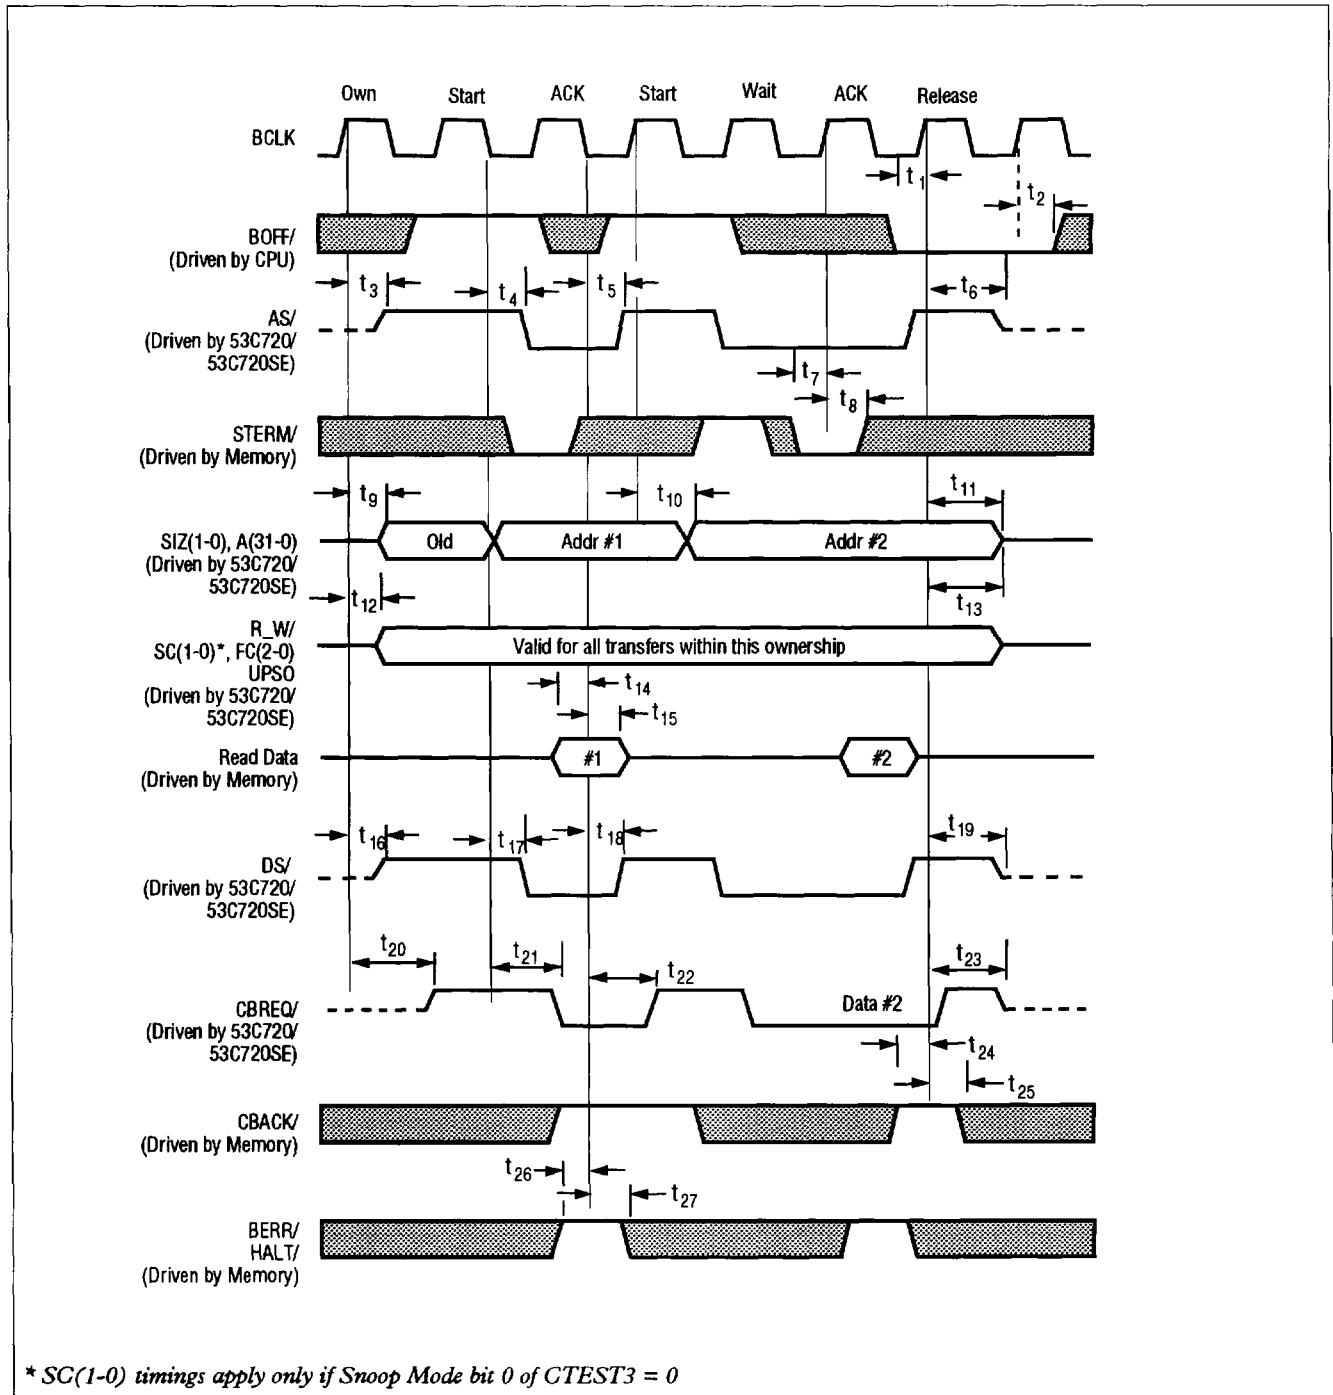 Own Start ACK Start Wait ACK Release
BCLK
t1
t2
BOFF/
(Driven by CPU)
t3 t4 t5 t6
AS/
(Driven by 53C720/
53C720SE)
t7
t8
STERM/
(Driven by Memory)
t9 t10 t11
SIZ(1-0), A(31-0)
(Driven by 53C720/
53C720SE)
Old Addr #1 Addr #2
t12 t13
R_W/
SC(1-0)*, FC(2-0)
UPSO
(Driven by 53C720/
53C720SE)
Valid for all transfers within this ownership
t14
t15
Read Data
(Driven by Memory)
#1 #2
t16 t17 t18 t19
DS/
(Driven by 53C720/
53C720SE)
t20 t21 t22 t23
CBREQ/
(Driven by 53C720/
53C720SE)
Data #2
t24
t25
CBACK/
(Driven by Memory)
t26
t27
BERR/
HALT/
(Driven by Memory)
* SC(1-0) timings apply only if Snoop Mode bit 0 of CTEST3 = 0